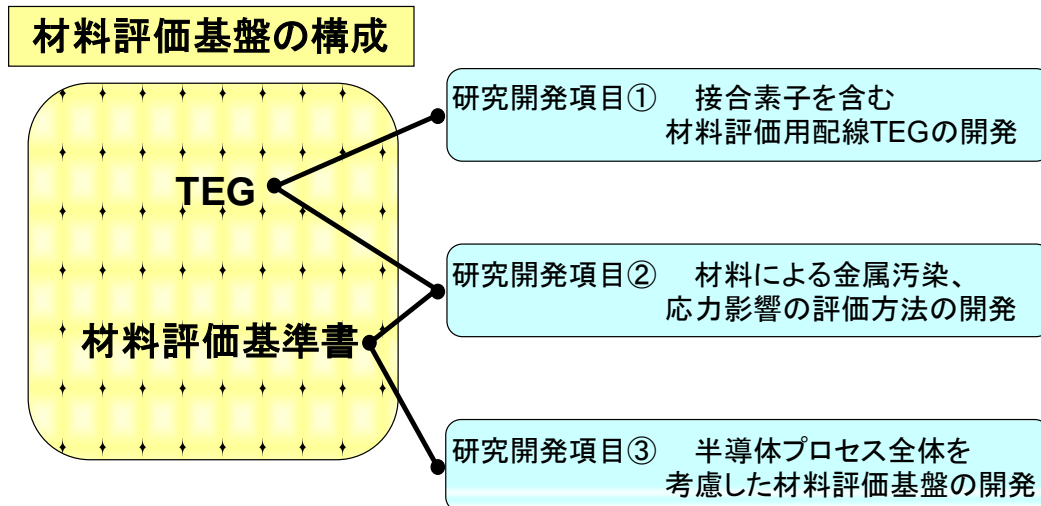 材料評価基盤の構成
研究開発項目① 接合素子を含む
材料評価用配線TEGの開発
TEG
研究開発項目② 材料による金属汚染、
応力影響の評価方法の開発
材料評価基準書
研究開発項目③ 半導体プロセス全体を
考慮した材料評価基盤の開発